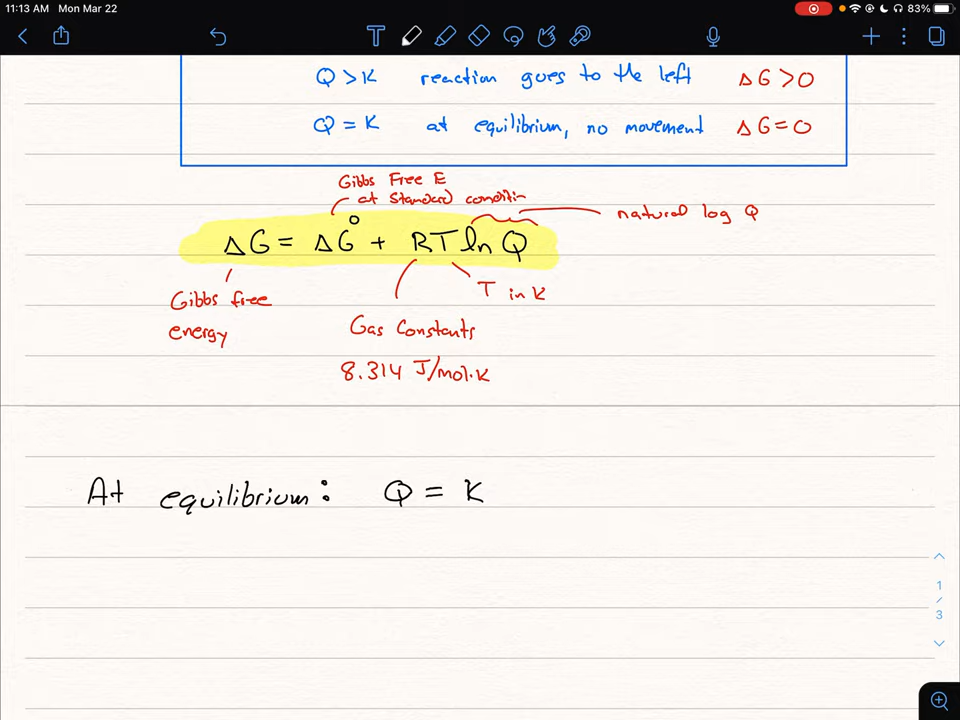 11:13 AM Mon Mar 22
83%
Q > K reaction goes to the left ΔG > 0
Q = K at equilibrium, no movement ΔG = 0
Gibbs Free E
at Standard condition
natural log Q
ΔG = ΔG° + RT ln Q
T in K
Gibbs free
energy
Gas Constants
8.314 J/mol·K
At equilibrium: Q = K
1
/
3